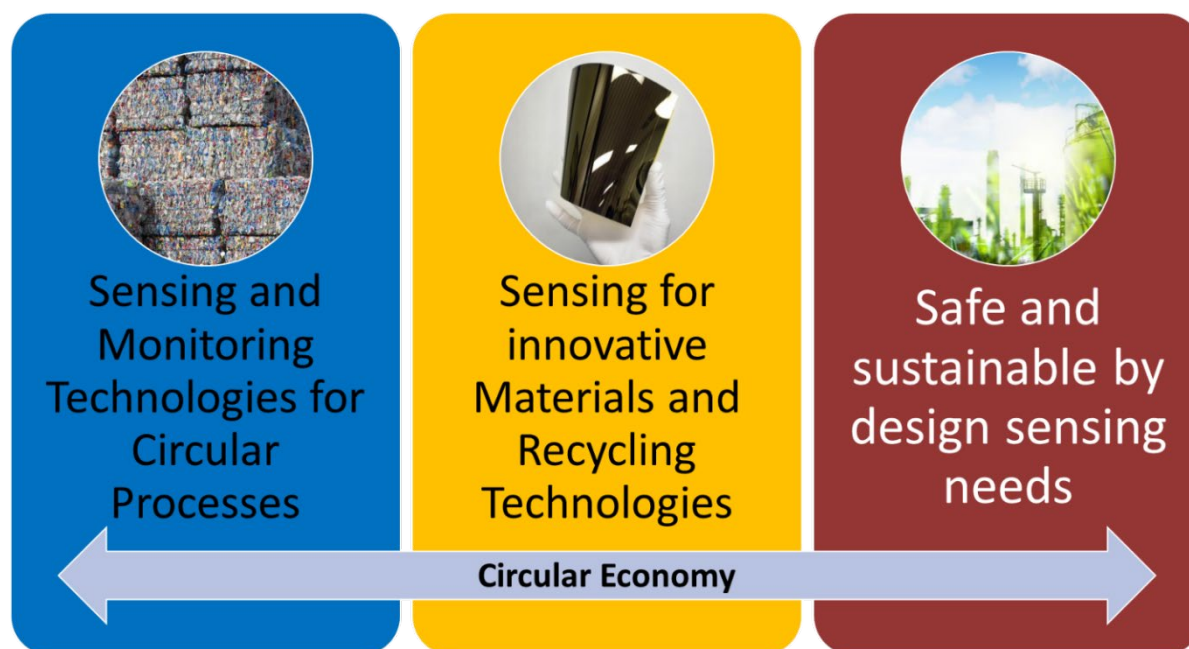 Sensing and
Monitoring
Technologies for
Circular
Processes
Sensing for
innovative
Materials and
Recycling
Technologies
Safe and
sustainable by
design sensing
needs
Circular Economy